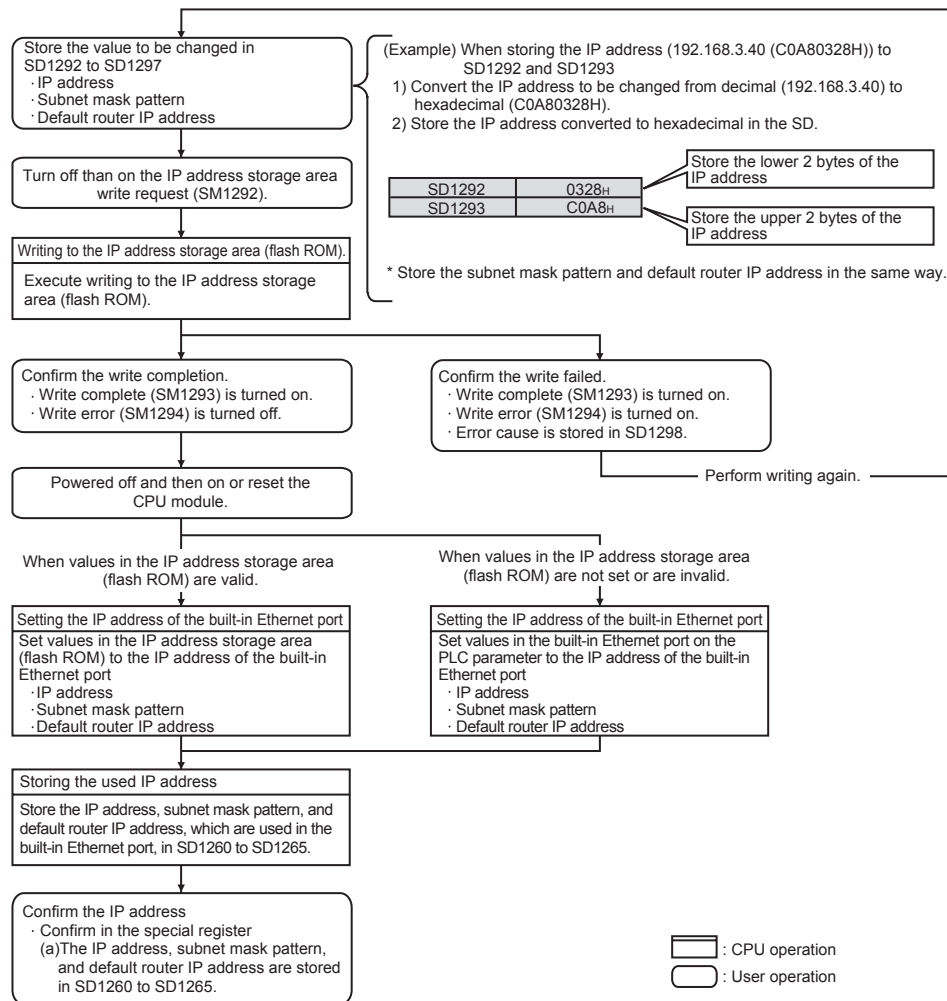 Store the value to be changed in
SD1292 to SD1297
· IP address
· Subnet mask pattern
· Default router IP address
(Example) When storing the IP address (192.168.3.40 (C0A80328H)) to
SD1292 and SD1293
1) Convert the IP address to be changed from decimal (192.168.3.40) to
hexadecimal (C0A80328H).
2) Store the IP address converted to hexadecimal in the SD.
SD1292 0328H
SD1293 C0A8H
Store the lower 2 bytes of the
IP address
Store the upper 2 bytes of the
IP address
* Store the subnet mask pattern and default router IP address in the same way.
Turn off than on the IP address storage area
write request (SM1292).
Writing to the IP address storage area (flash ROM).
Execute writing to the IP address storage
area (flash ROM).
Confirm the write completion.
· Write complete (SM1293) is turned on.
· Write error (SM1294) is turned off.
Confirm the write failed.
· Write complete (SM1293) is turned on.
· Write error (SM1294) is turned on.
· Error cause is stored in SD1298.
Perform writing again.
Powered off and then on or reset the
CPU module.
When values in the IP address storage area
(flash ROM) are valid.
When values in the IP address storage area
(flash ROM) are not set or are invalid.
Setting the IP address of the built-in Ethernet port
Set values in the IP address storage area
(flash ROM) to the IP address of the built-in
Ethernet port
· IP address
· Subnet mask pattern
· Default router IP address
Setting the IP address of the built-in Ethernet port
Set values in the built-in Ethernet port on the
PLC parameter to the IP address of the built-in
Ethernet port
· IP address
· Subnet mask pattern
· Default router IP address
Storing the used IP address
Store the IP address, subnet mask pattern, and
default router IP address, which are used in the
built-in Ethernet port, in SD1260 to SD1265.
Confirm the IP address
· Confirm in the special register
(a)The IP address, subnet mask pattern,
and default router IP address are stored
in SD1260 to SD1265.
: CPU operation
: User operation